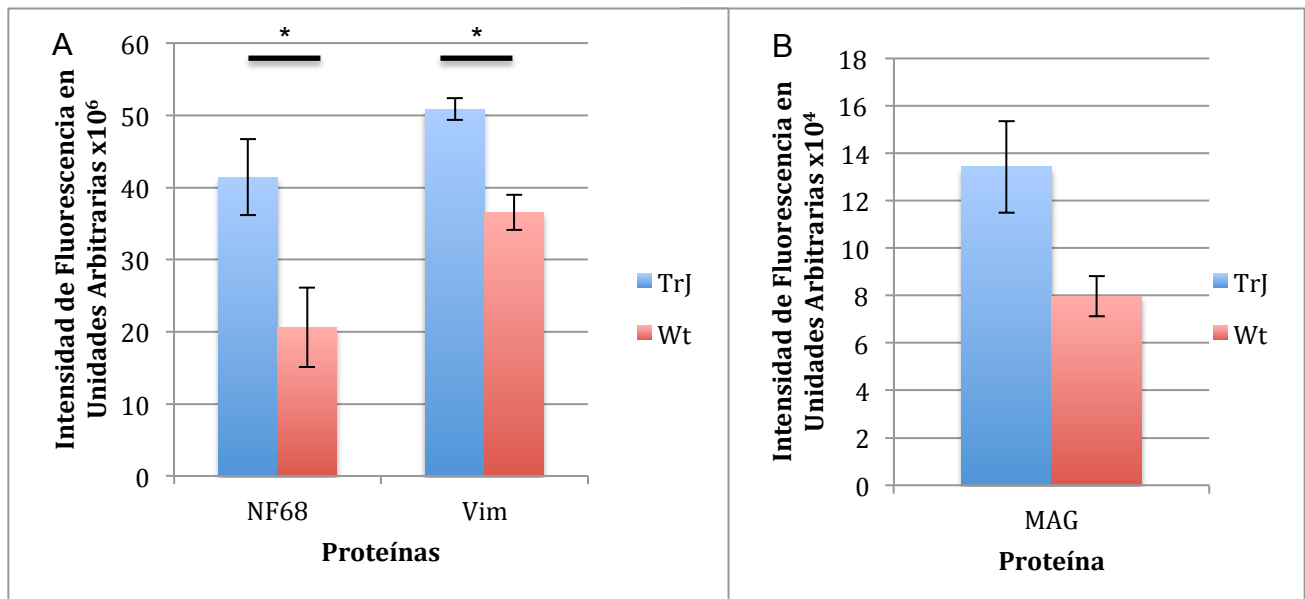 A
*
*
Intensidad de Fluorescencia en
Unidades Arbitrarias x10⁶
60
50
40
30
20
10
0
NF68
Vim
Proteínas
TrJ
Wt
B
Intensidad de Fluorescencia en
Unidades Arbitrarias x10⁴
18
16
14
12
10
8
6
4
2
0
MAG
Proteína
TrJ
Wt